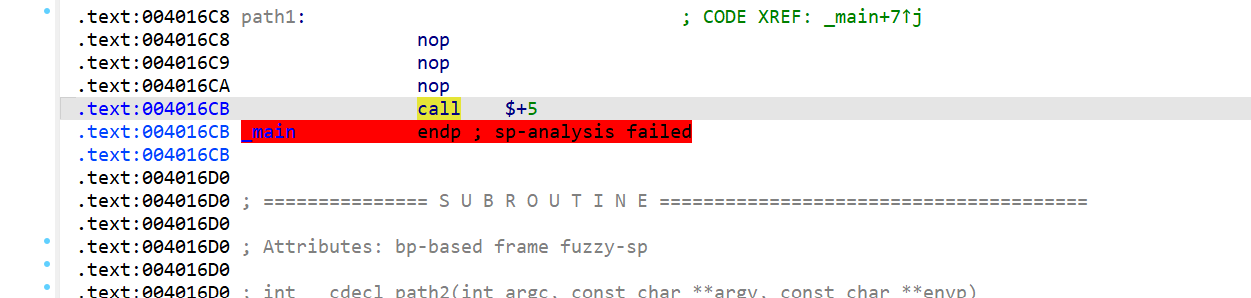 .text:004016C8 path1: ; CODE XREF: _main+7↑j
.text:004016C8 nop
.text:004016C9 nop
.text:004016CA nop
.text:004016CB call $+5
.text:004016CB _main endp ; sp-analysis failed
.text:004016CB
.text:004016D0
.text:004016D0 ; =============== S U B R O U T I N E =======================================
.text:004016D0
.text:004016D0 ; Attributes: bp-based frame fuzzy-sp
.text:004016D0
.text:004016D0 ; int __cdecl path2(int argc, const char **argv, const char **envp)